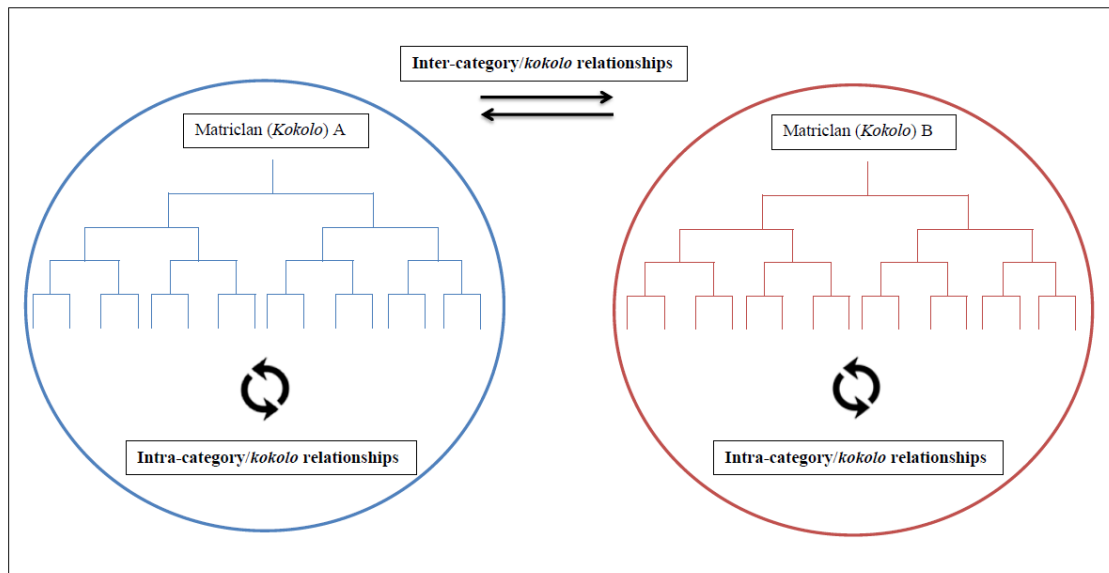 Inter-category/kokolo relationships
Matriclan (Kokolo) A
Matriclan (Kokolo) B
Intra-category/kokolo relationships
Intra-category/kokolo relationships